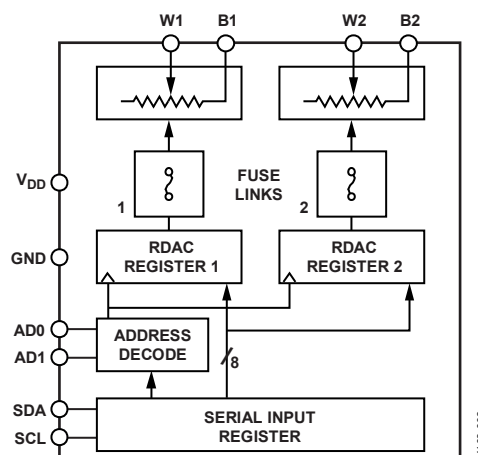 W1 B1 W2 B2
V_DD
1
FUSE
LINKS
2
GND
RDAC
REGISTER 1
RDAC
REGISTER 2
AD0
AD1
ADDRESS
DECODE
8
SDA
SCL
SERIAL INPUT
REGISTER